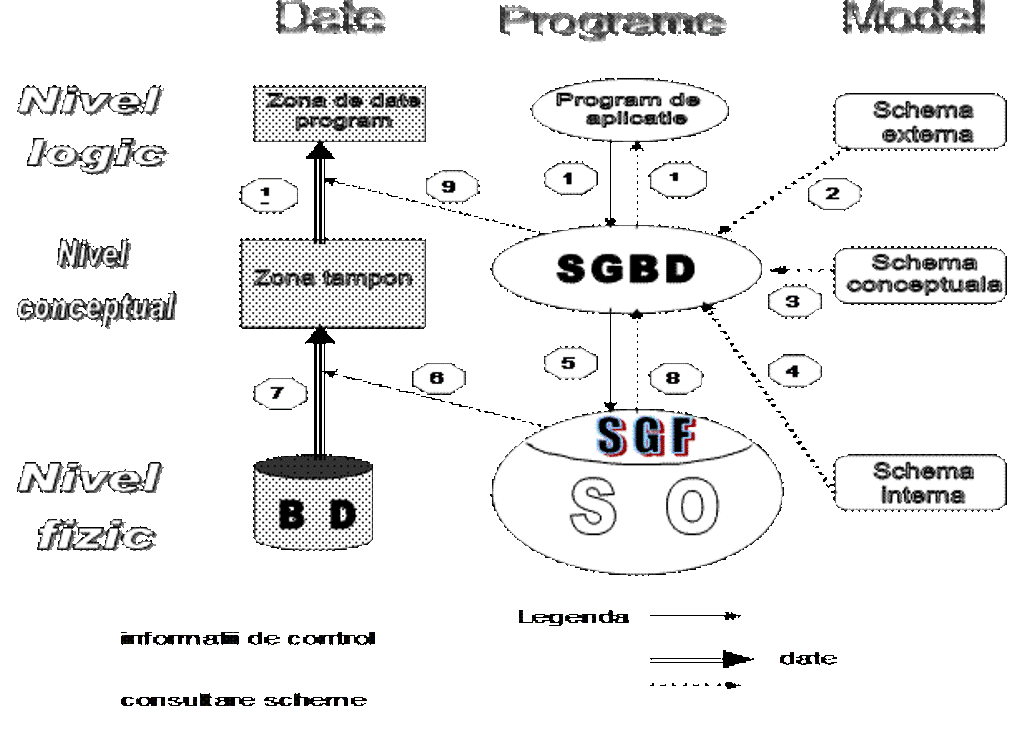 Date Programe Model
Nivel
logic
Zona de date
program
Program de
aplicatie
Schema
externa
1
9
1
1
2
Nivel
conceptual
Zona tampon
SGBD
Schema
conceptuala
3
7
6
5
8
4
Nivel
fizic
B D
SGF
S O
Schema
interna
Legenda
informatii de control
date
consultare scheme